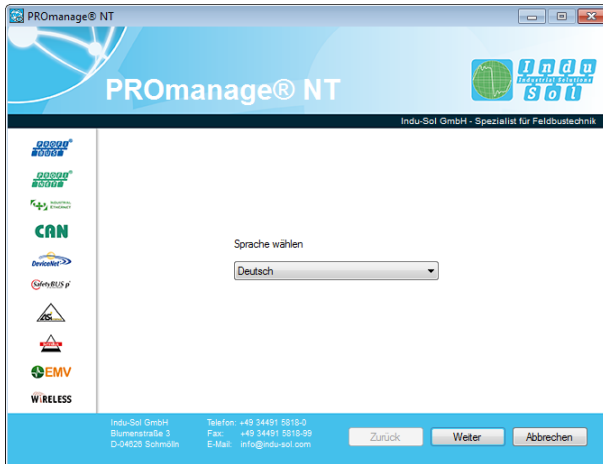 PROmanage® NT
PROmanage® NT
Indu
Industrial Solutions
Sol
Indu-Sol GmbH - Spezialist für Feldbustechnik
PROFI
BUS
PROFI
NET
INDUSTRIAL
ETHERNET
CAN
DeviceNet
SafetyBUS p
ASi
EMV
WiRELESS
Sprache wählen
Deutsch
Indu-Sol GmbH
Blumenstraße 3
D-04626 Schmölln
Telefon: +49 34491 5818-0
Fax: +49 34491 5818-99
E-Mail: info@indu-sol.com
Zurück
Weiter
Abbrechen